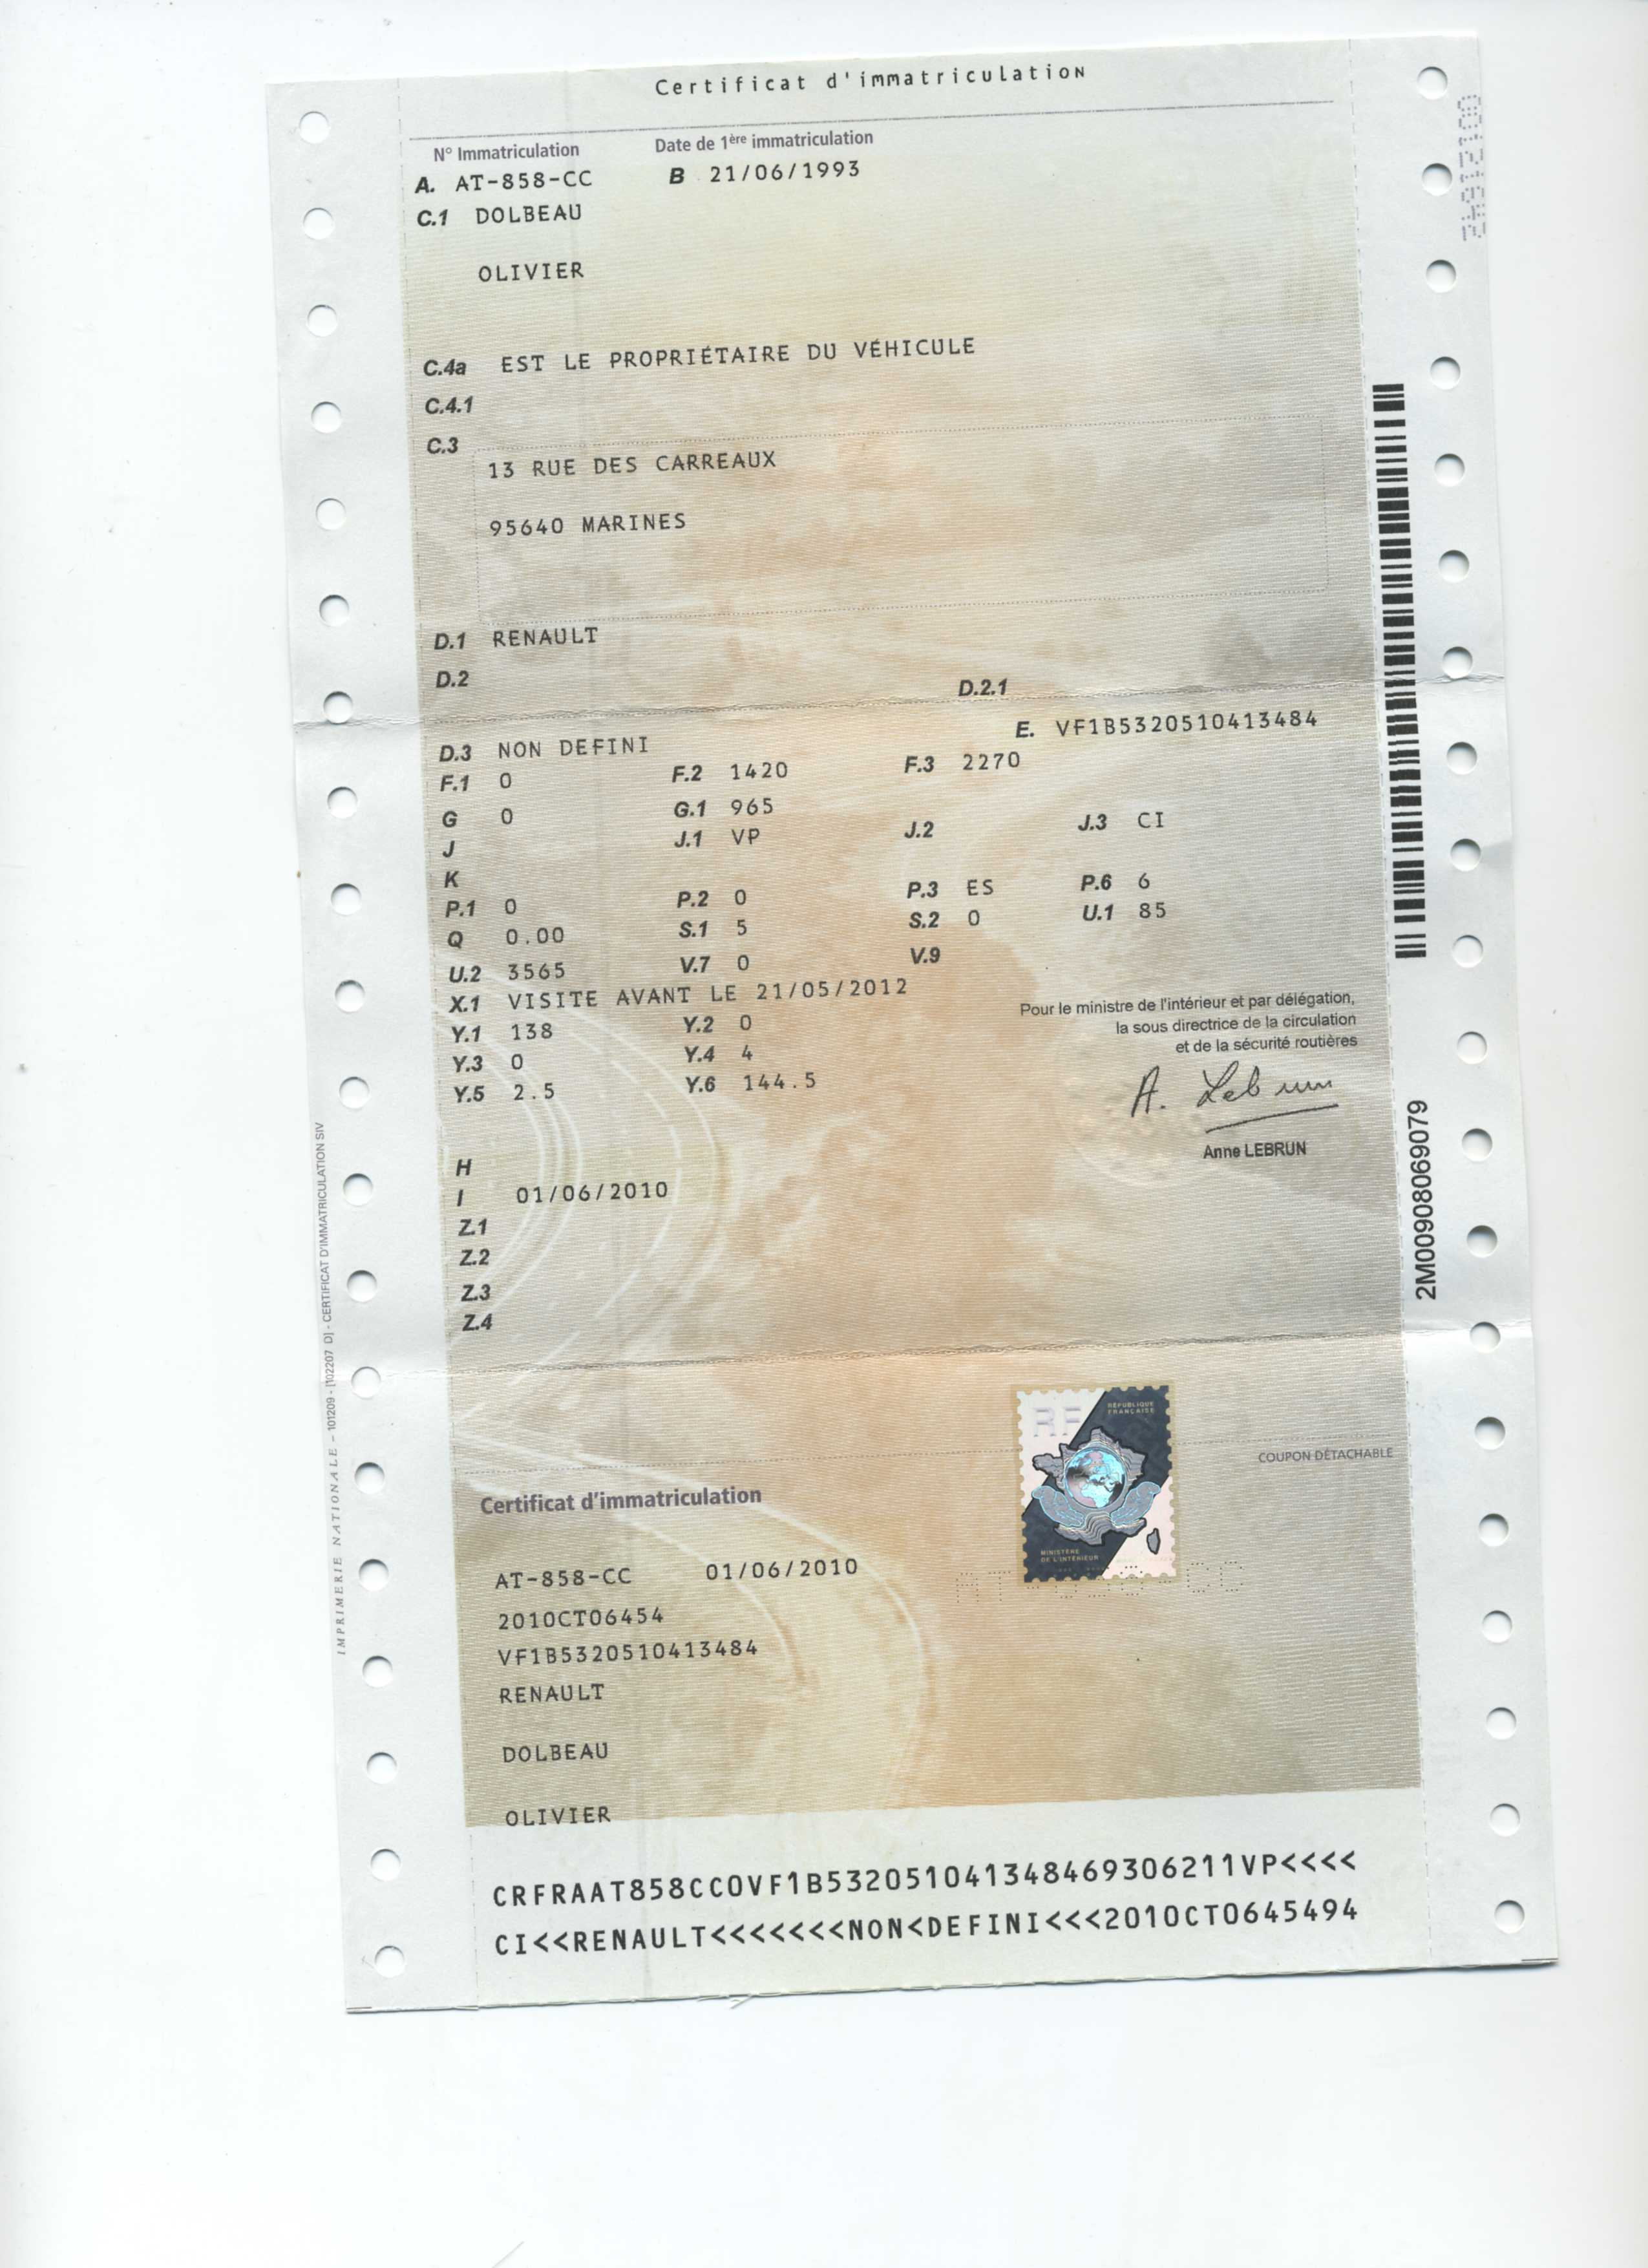 Certificat d'immatriculation
N° Immatriculation Date de 1ère immatriculation
A. AT-858-CC B 21/06/1993
C.1 DOLBEAU
OLIVIER
C.4a EST LE PROPRIÉTAIRE DU VÉHICULE
C.4.1
C.3
13 RUE DES CARREAUX
95640 MARINES
D.1 RENAULT
D.2 D.2.1
D.3 NON DEFINI E. VF1B5320510413484
F.1 0 F.2 1420 F.3 2270
G 0 G.1 965
J J.1 VP J.2 J.3 CI
K
P.1 0 P.2 0 P.3 ES P.6 6
Q 0.00 S.1 5 S.2 0 U.1 85
U.2 3565 V.7 0 V.9
X.1 VISITE AVANT LE 21/05/2012
Y.1 138 Y.2 0
Y.3 0 Y.4 4
Y.5 2.5 Y.6 144.5
Pour le ministre de l'intérieur et par délégation,
la sous directrice de la circulation
et de la sécurité routières
A. Lebrun
Anne LEBRUN
H
I 01/06/2010
Z.1
Z.2
Z.3
Z.4
2M00908069079
IMPRIMERIE NATIONALE – 101209 - [102207 D] - CERTIFICAT D'IMMATRICULATION SIV
RF
RÉPUBLIQUE
FRANÇAISE
MINISTÈRE
DE L'INTÉRIEUR
COUPON DÉTACHABLE
Certificat d'immatriculation
AT-858-CC 01/06/2010
2010CT06454
VF1B5320510413484
RENAULT
DOLBEAU
OLIVIER
CRFRAAT858CC0VF1B53205104134846930621​1VP<<<<
CI<<RENAULT<<<<<<<NON<DEFINI<<<2010CT0645494